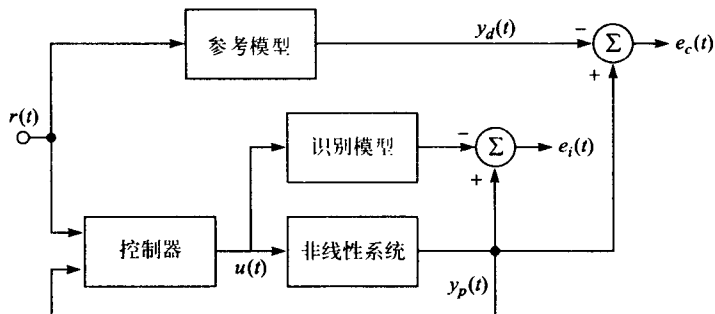 参考模型
y_d(t)
−
Σ
e_c(t)
+
r(t)
识别模型
−
Σ
e_i(t)
+
控制器
u(t)
非线性系统
y_p(t)